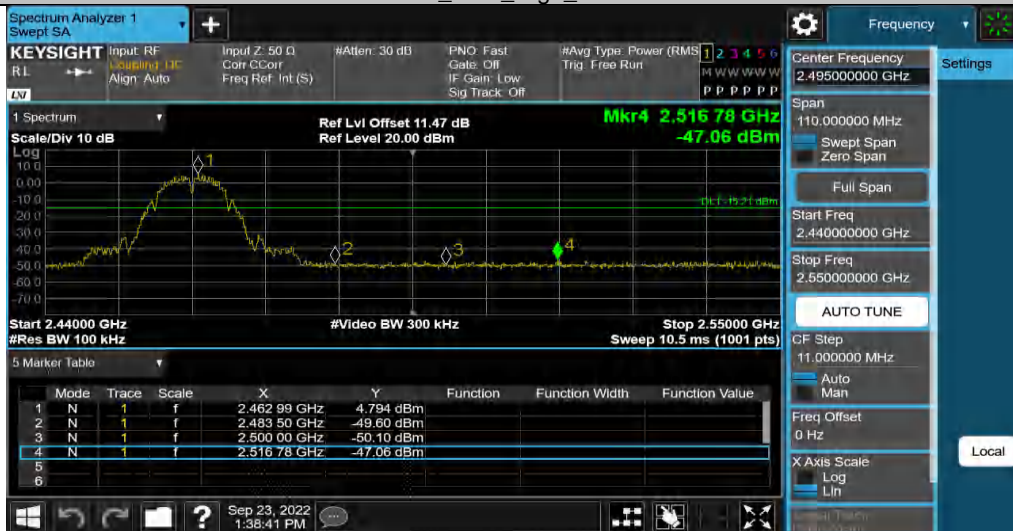 Spectrum Analyzer 1
Swept SA
+
Frequency
KEYSIGHT
RL
LXI
Input: RF
Coupling: DC
Align: Auto
Input Z: 50 Ω
Corr CCorr
Freq Ref: Int (S)
#Atten: 30 dB
PNO: Fast
Gate: Off
IF Gain: Low
Sig Track: Off
#Avg Type: Power (RMS
Trig: Free Run
1 2 3 4 5 6
M W W W W W
P P P P P P
1 Spectrum
Scale/Div 10 dB
Ref Lvl Offset 11.47 dB
Ref Level 20.00 dBm
Mkr4 2.516 78 GHz
-47.06 dBm
Log
10.0
0.00
-10.0
-20.0
-30.0
-40.0
-50.0
-60.0
-70.0
1
2
3
4
DL1 -15.21 dBm
Start 2.44000 GHz
#Res BW 100 kHz
#Video BW 300 kHz
Stop 2.55000 GHz
Sweep 10.5 ms (1001 pts)
5 Marker Table
Mode Trace Scale X Y Function Function Width Function Value
1 N 1 f 2.462 99 GHz 4.794 dBm
2 N 1 f 2.483 50 GHz -49.60 dBm
3 N 1 f 2.500 00 GHz -50.10 dBm
4 N 1 f 2.516 78 GHz -47.06 dBm
5
6
?
Sep 23, 2022
1:38:41 PM
Center Frequency
2.495000000 GHz
Span
110.000000 MHz
Swept Span
Zero Span
Full Span
Start Freq
2.440000000 GHz
Stop Freq
2.550000000 GHz
AUTO TUNE
CF Step
11.000000 MHz
Auto
Man
Freq Offset
0 Hz
X Axis Scale
Log
Lin
Settings
Local